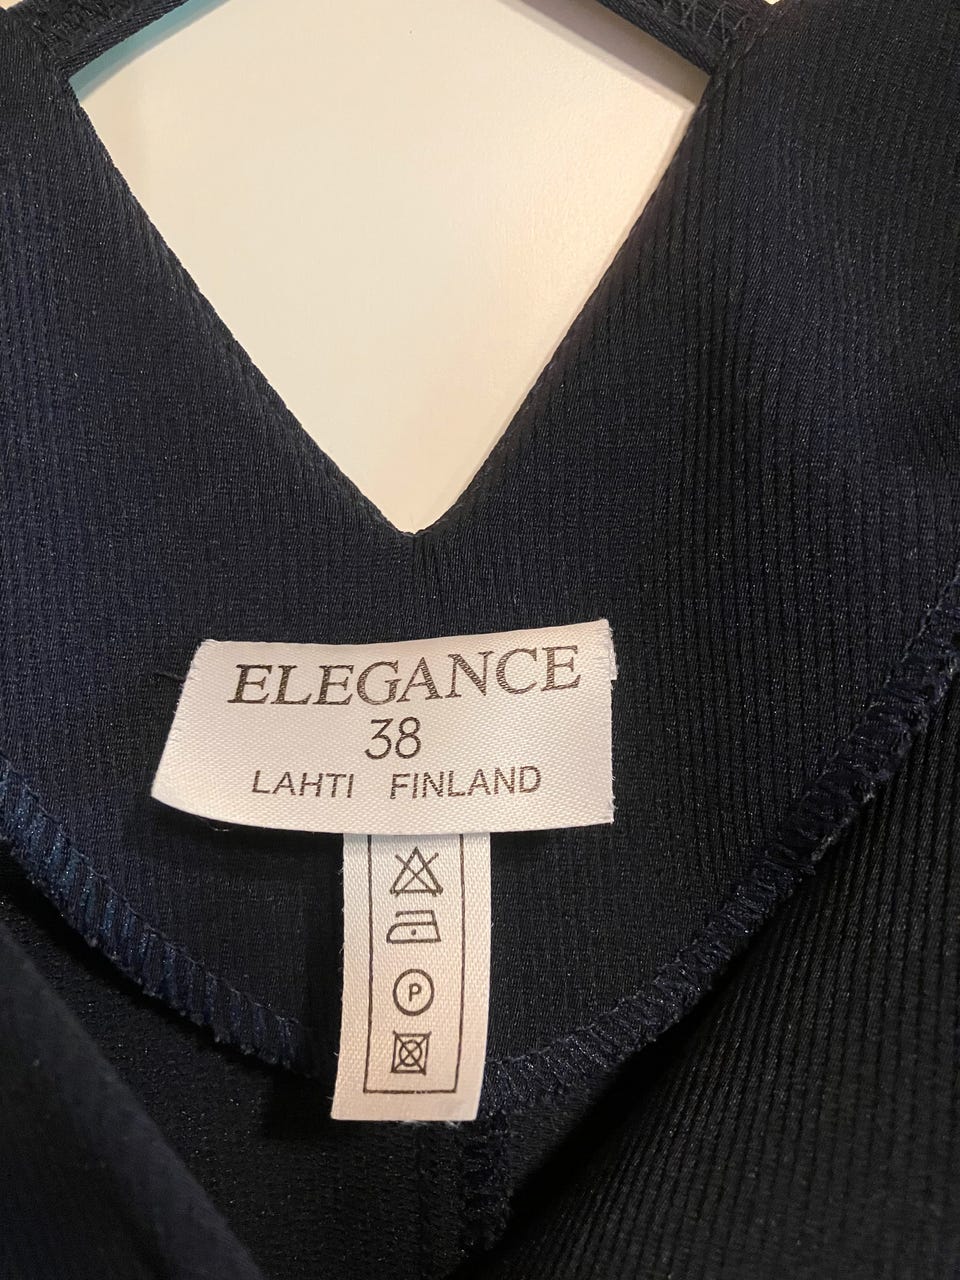 ELEGANCE
38
LAHTI FINLAND
P